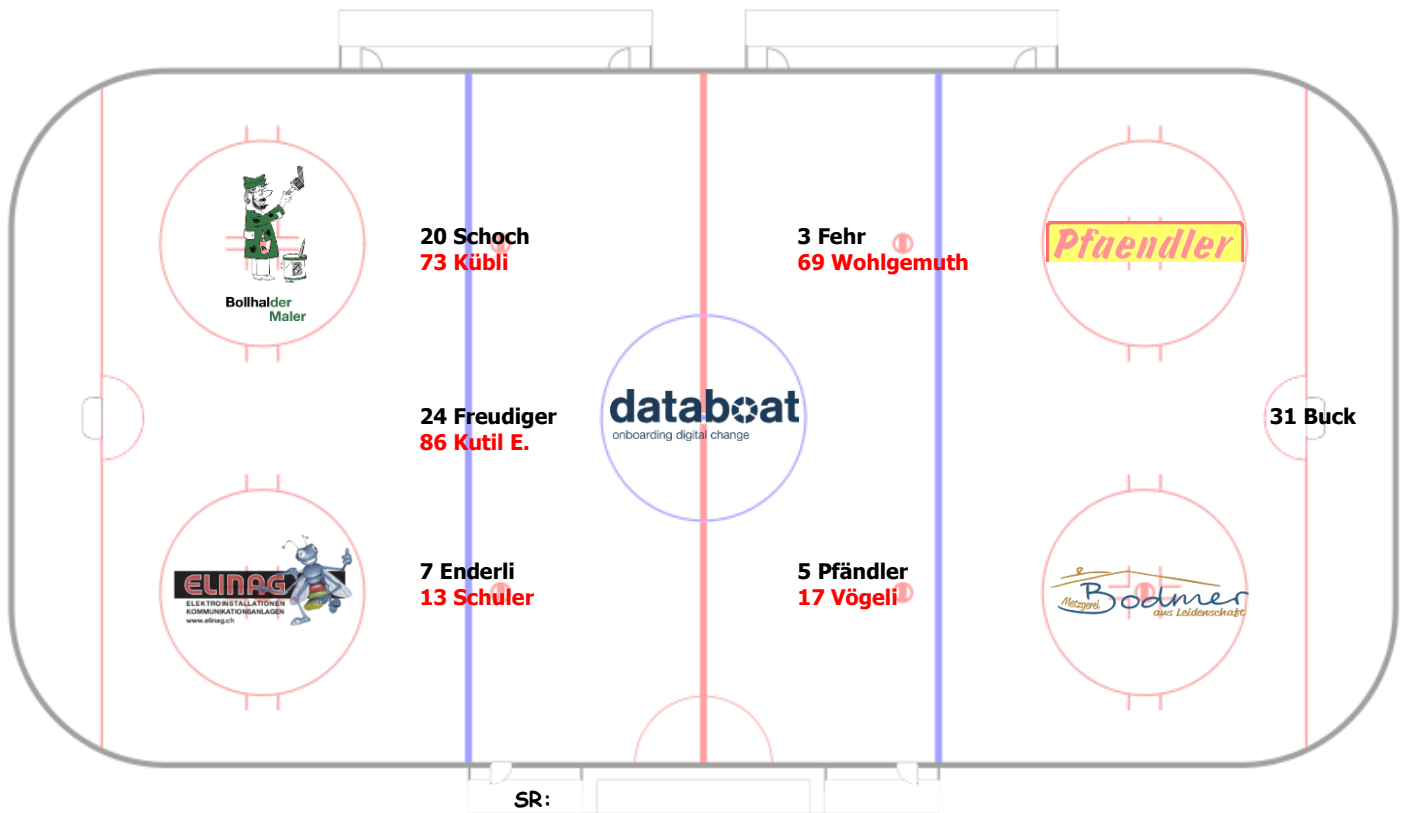 20 Schoch
73 Kübli
3 Fehr
69 Wohlgemuth
Pfaendler
Bollhalder
Maler
24 Freudiger
86 Kutil E.
databoat
onboarding digital change
31 Buck
7 Enderli
13 Schuler
5 Pfändler
17 Vögeli
ELINAG
ELEKTROINSTALLATIONEN
KOMMUNIKATIONSANLAGEN
www.elinag.ch
Metzgerei Bodmer
aus Leidenschaft
SR: